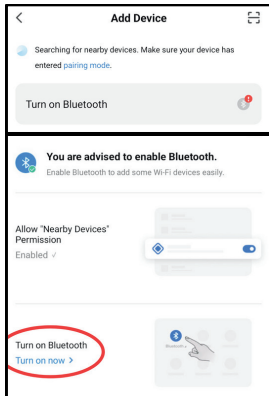 Add Device
Searching for nearby devices. Make sure your device has
entered pairing mode.
Turn on Bluetooth
You are advised to enable Bluetooth.
Enable Bluetooth to add some Wi-Fi devices easily.
Allow "Nearby Devices"
Permission
Enabled √
Turn on Bluetooth
Turn on now >